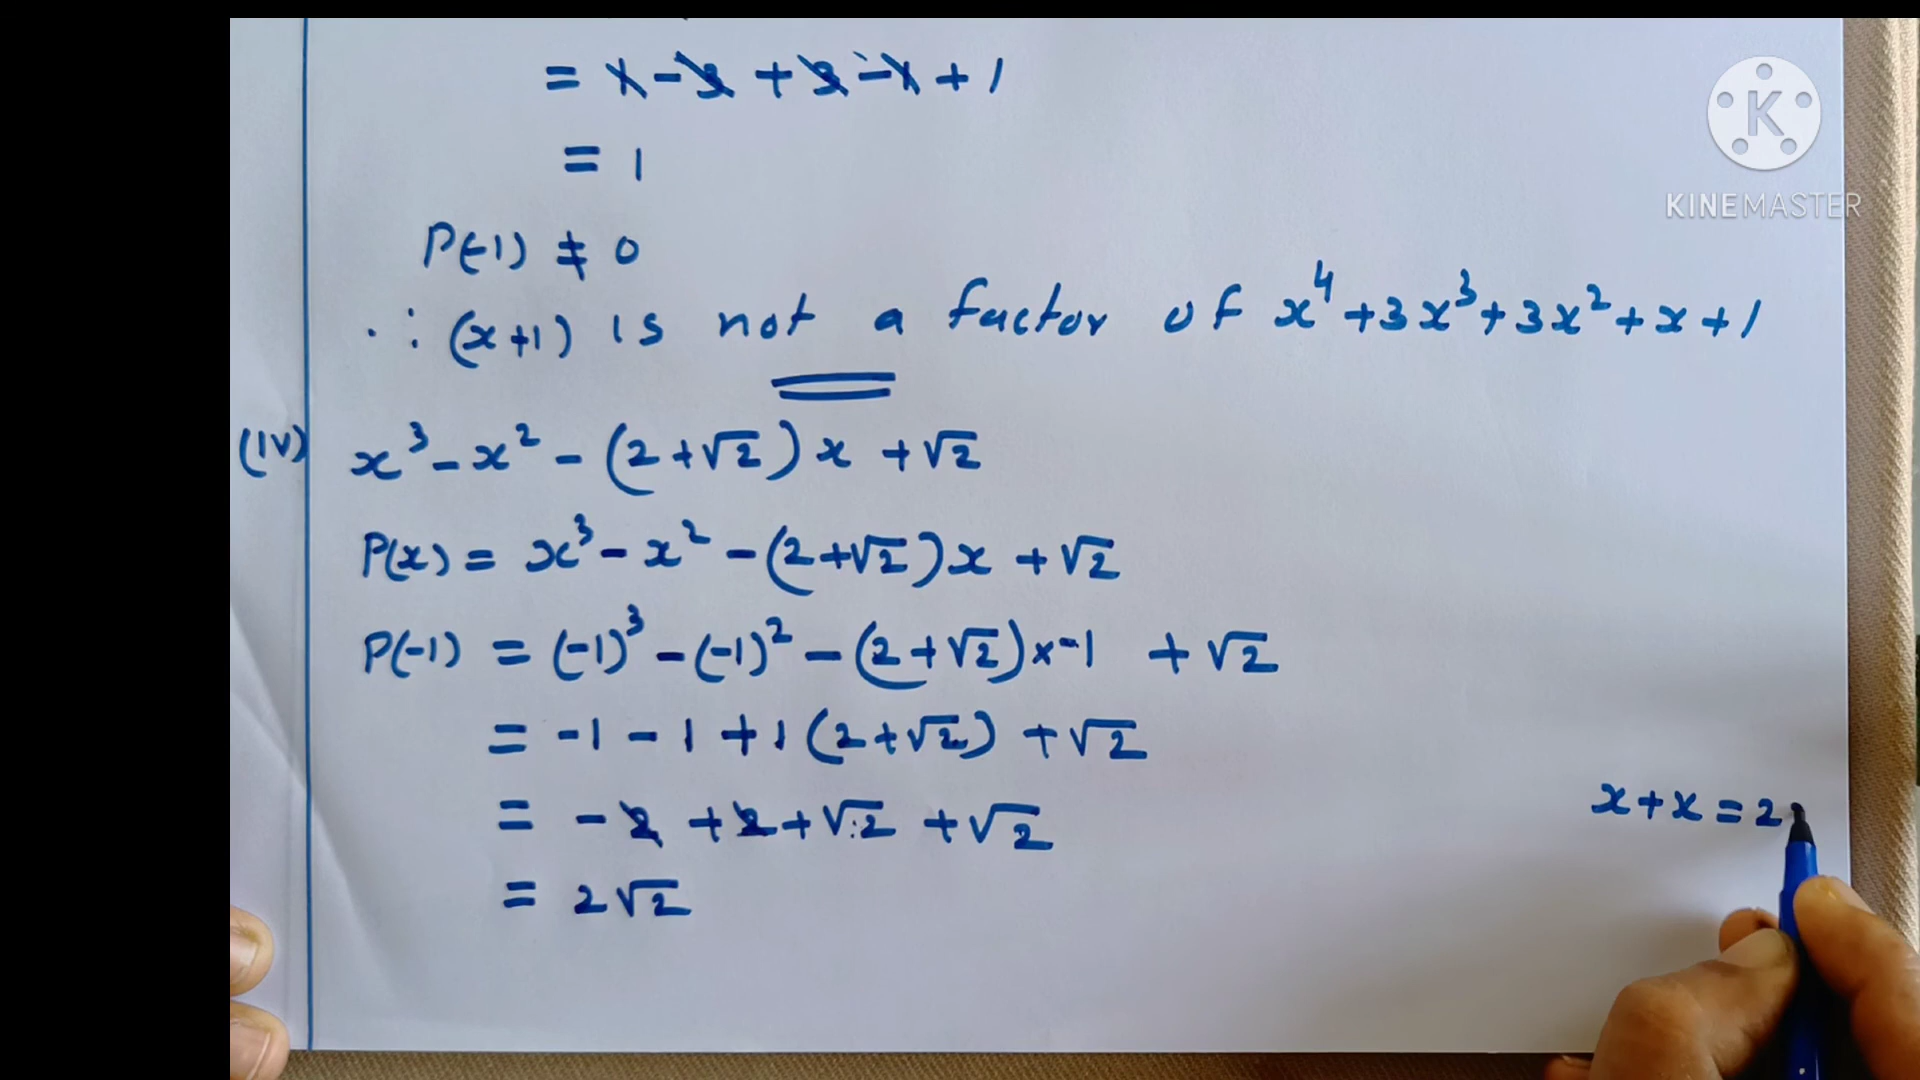 = 1 - 3 + 3 - 1 + 1
= 1
P(-1) ≠ 0
∴ (x+1) is not a factor of x⁴+3x³+3x²+x+1
(iv) x³ - x² - (2+√2)x + √2
P(x) = x³ - x² - (2+√2)x + √2
P(-1) = (-1)³ - (-1)² - (2+√2)×-1 + √2
= -1 - 1 + 1(2+√2) + √2
x+x = 2
= -2 + 2 + √2 + √2
= 2√2
KINEMASTER